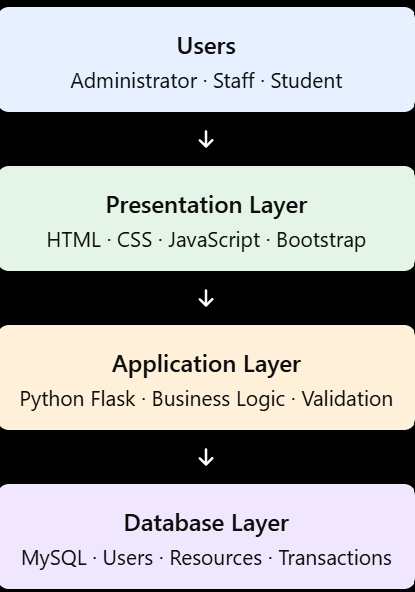 Users
Administrator · Staff · Student
Presentation Layer
HTML · CSS · JavaScript · Bootstrap
Application Layer
Python Flask · Business Logic · Validation
Database Layer
MySQL · Users · Resources · Transactions